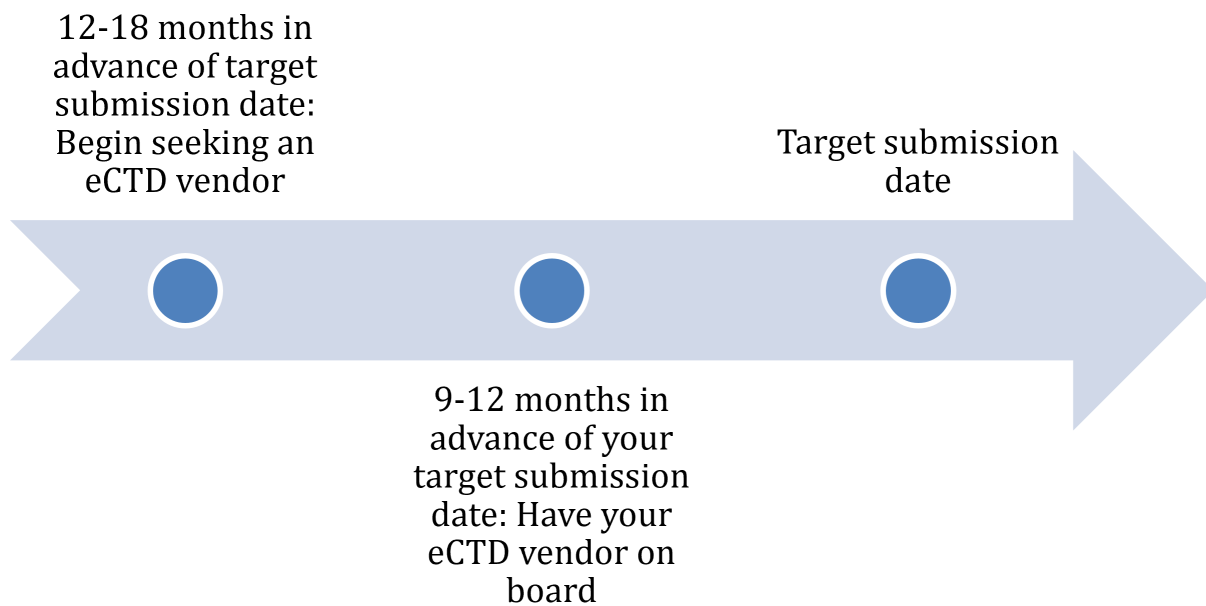 12-18 months in
advance of target
submission date:
Begin seeking an
eCTD vendor
9-12 months in
advance of your
target submission
date: Have your
eCTD vendor on
board
Target submission
date